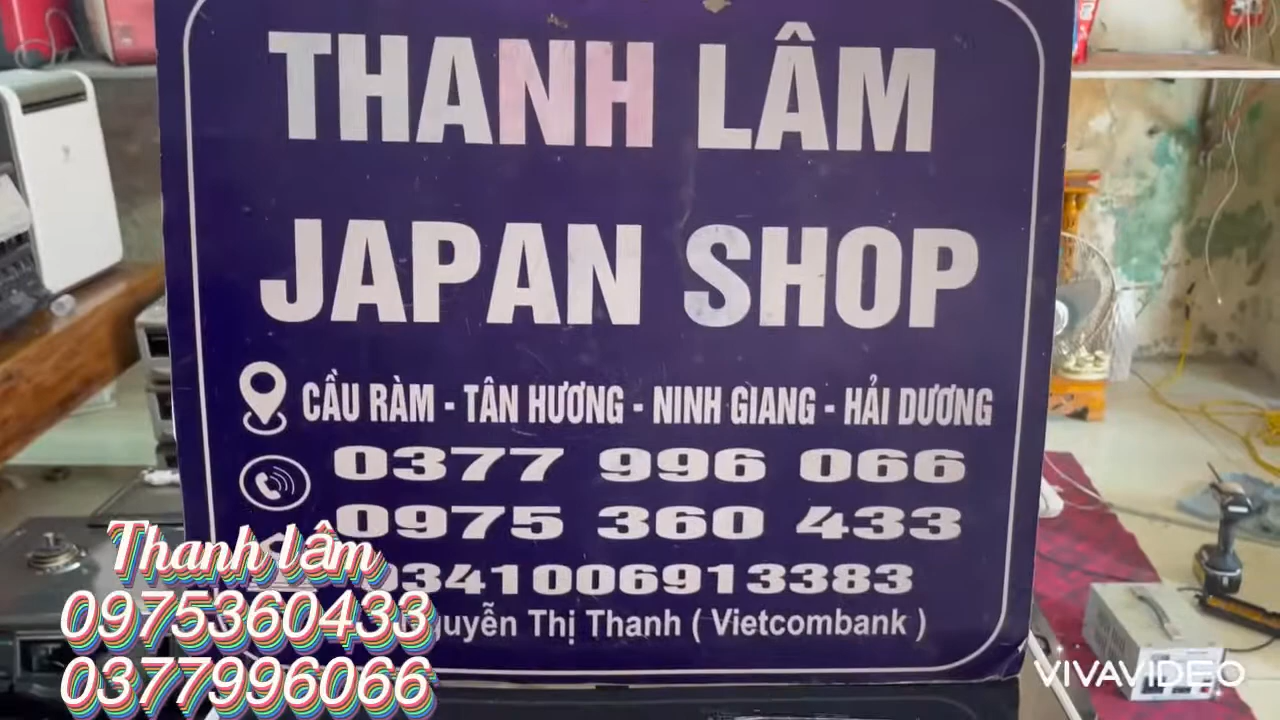 THANH LÂM
JAPAN SHOP
CẦU RÀM - TÂN HƯƠNG - NINH GIANG - HẢI DƯƠNG
0377 996 066
0975 360 433
0341006913383
Nguyễn Thị Thanh ( Vietcombank )
Thanh lâm
0975360433
0377996066
VIVAVIDEO